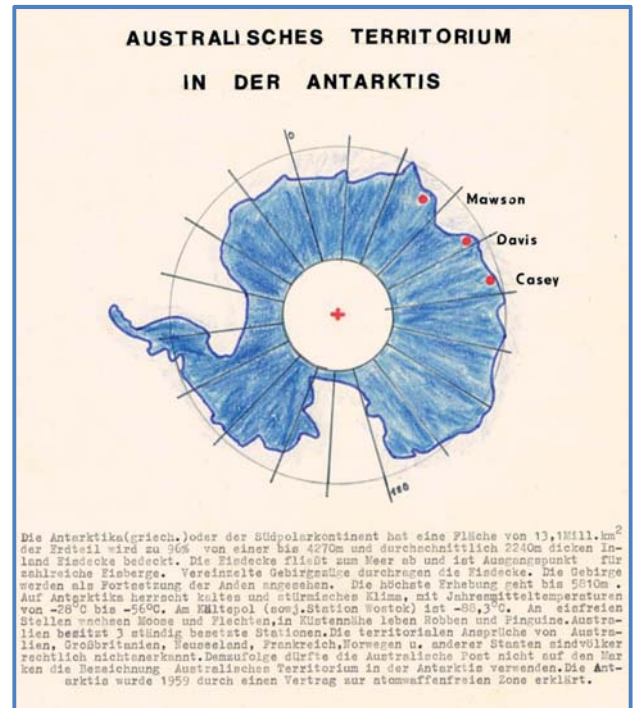 AUSTRALISCHES TERRITORIUM
IN DER ANTARKTIS
0
Mawson
Davis
Casey
180
Die Antarktika(griech.)oder der Südpolarkontinent hat eine Fläche von 13,1Mill.km²
der Erdteil wird zu 96% von einer bis 4270m und durchschnittlich 2240m dicken In-
land Eisdecke bedeckt. Die Eisdecke fließt zum Meer ab und ist Ausgangspunkt für
zahlreiche Eisberge. Vereinzelte Gebirgszüge durchragen die Eisdecke. Die Gebirge
werden als Fortsetzung der Anden angesehen. Die höchste Erhebung geht bis 5810m .
Auf Antarktika herrscht kaltes und stürmisches Klima, mit Jahresmitteltemperaturen
von -28°C bis -56°C. Am Kältepol (sowj.Station Wostok) ist -88,3°C. An eisfreien
Stellen wachsen Moose und Flechten,in Küstennähe leben Robben und Pinguine.Austra-
lien besitzt 3 ständig besetzte Stationen.Die territorialen Ansprüche von Austra-
lien, Großbritanien, Neuseeland, Frankreich,Norwegen u. anderer Staaten sindvölker
rechtlich nichtanerkannt.Demzufolge dürfte die Australische Post nicht auf den Mar
ken die Bezeichnung Australisches Territorium in der Antarktis verwenden.Die Ant-
arktis wurde 1959 durch einen Vertrag zur atomwaffenfreien Zone erklärt.